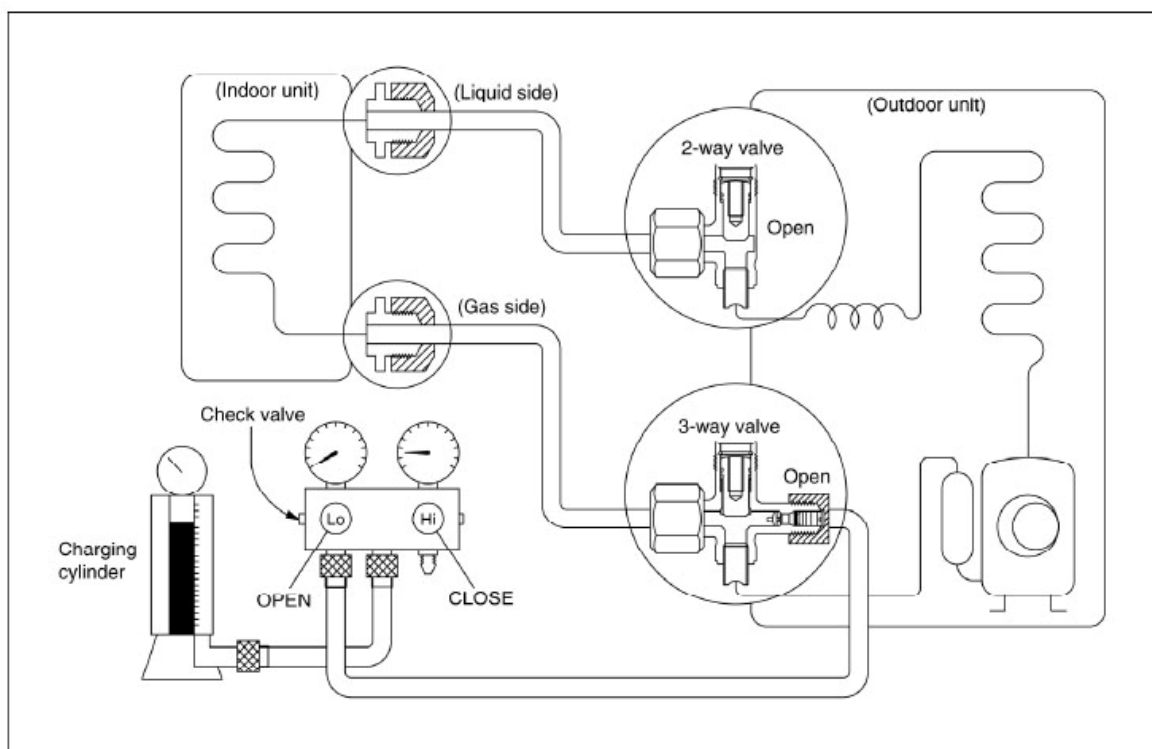 (Indoor unit)
(Liquid side)
(Outdoor unit)
2-way valve
Open
(Gas side)
Check valve
3-way valve
Open
Lo
Hi
Charging
cylinder
OPEN
CLOSE